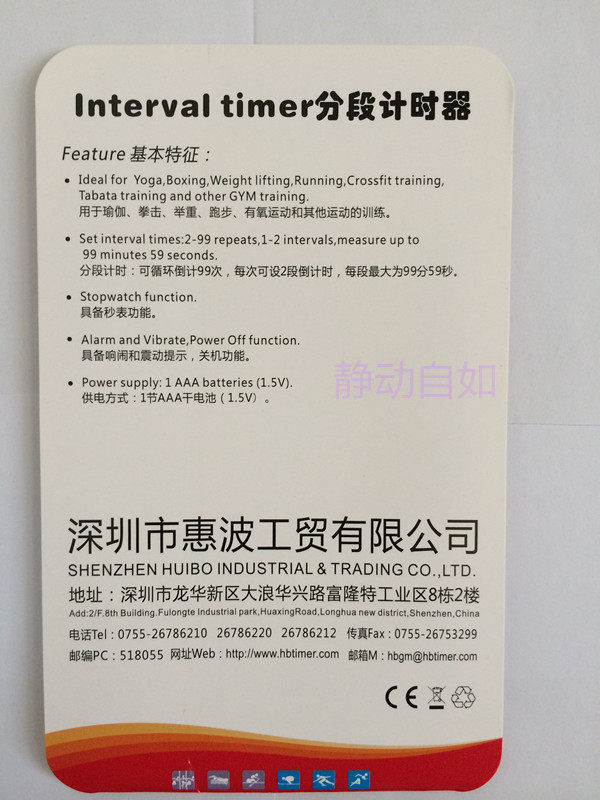 Interval timer分段计时器
Feature 基本特征：
• Ideal for Yoga,Boxing,Weight lifting,Running,Crossfit training,
Tabata training and other GYM training.
用于瑜伽、拳击、举重、跑步、有氧运动和其他运动的训练。
• Set interval times:2-99 repeats,1-2 intervals,measure up to
99 minutes 59 seconds.
分段计时：可循环倒计99次，每次可设2段倒计时，每段最大为99分59秒。
• Stopwatch function.
具备秒表功能。
• Alarm and Vibrate,Power Off function.
具备响闹和震动提示，关机功能。
• Power supply: 1 AAA batteries (1.5V).
供电方式：1节AAA干电池（1.5V）。
静动自如
深圳市惠波工贸有限公司
SHENZHEN HUIBO INDUSTRIAL & TRADING CO.,LTD.
地址：深圳市龙华新区大浪华兴路富隆特工业区8栋2楼
Add:2/F.8th Building.Fulongte Industrial park,HuaxingRoad,Longhua new district,Shenzhen,China
电话Tel：0755-26786210 26786220 26786212 传真Fax：0755-26753299
邮编PC：518055 网址Web：http://www.hbtimer.com 邮箱M：hbgm@hbtimer.com
CE